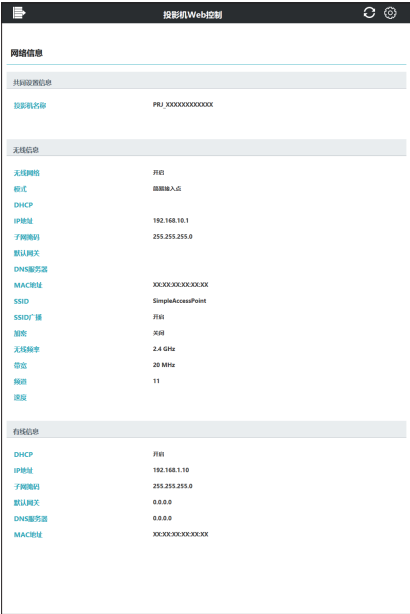 投影机Web控制
网络信息
共同设置信息
投影机名称 PRJ_XXXXXXXXXXXX
无线信息
无线网络 开启
模式 简易接入点
DHCP
IP地址 192.168.10.1
子网掩码 255.255.255.0
默认网关
DNS服务器
MAC地址 XX:XX:XX:XX:XX:XX
SSID SimpleAccessPoint
SSID广播 开启
加密 关闭
无线频率 2.4 GHz
带宽 20 MHz
频道 11
速度
有线信息
DHCP 开启
IP地址 192.168.1.10
子网掩码 255.255.255.0
默认网关 0.0.0.0
DNS服务器 0.0.0.0
MAC地址 XX:XX:XX:XX:XX:XX